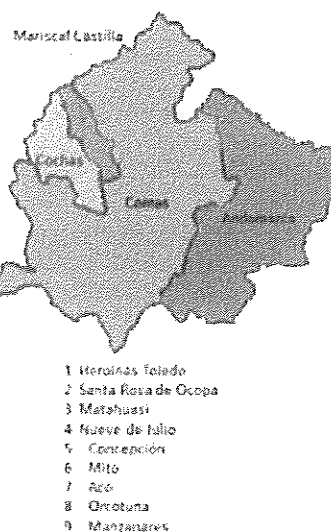 Mariscal Castilla
Cochas
Comas
Andamarca
1 Heroínas Toledo
2 Santa Rosa de Ocopa
3 Matahuasi
4 Nueve de Julio
5 Concepción
6 Mito
7 Aco
8 Orcotuna
9 Manzanares